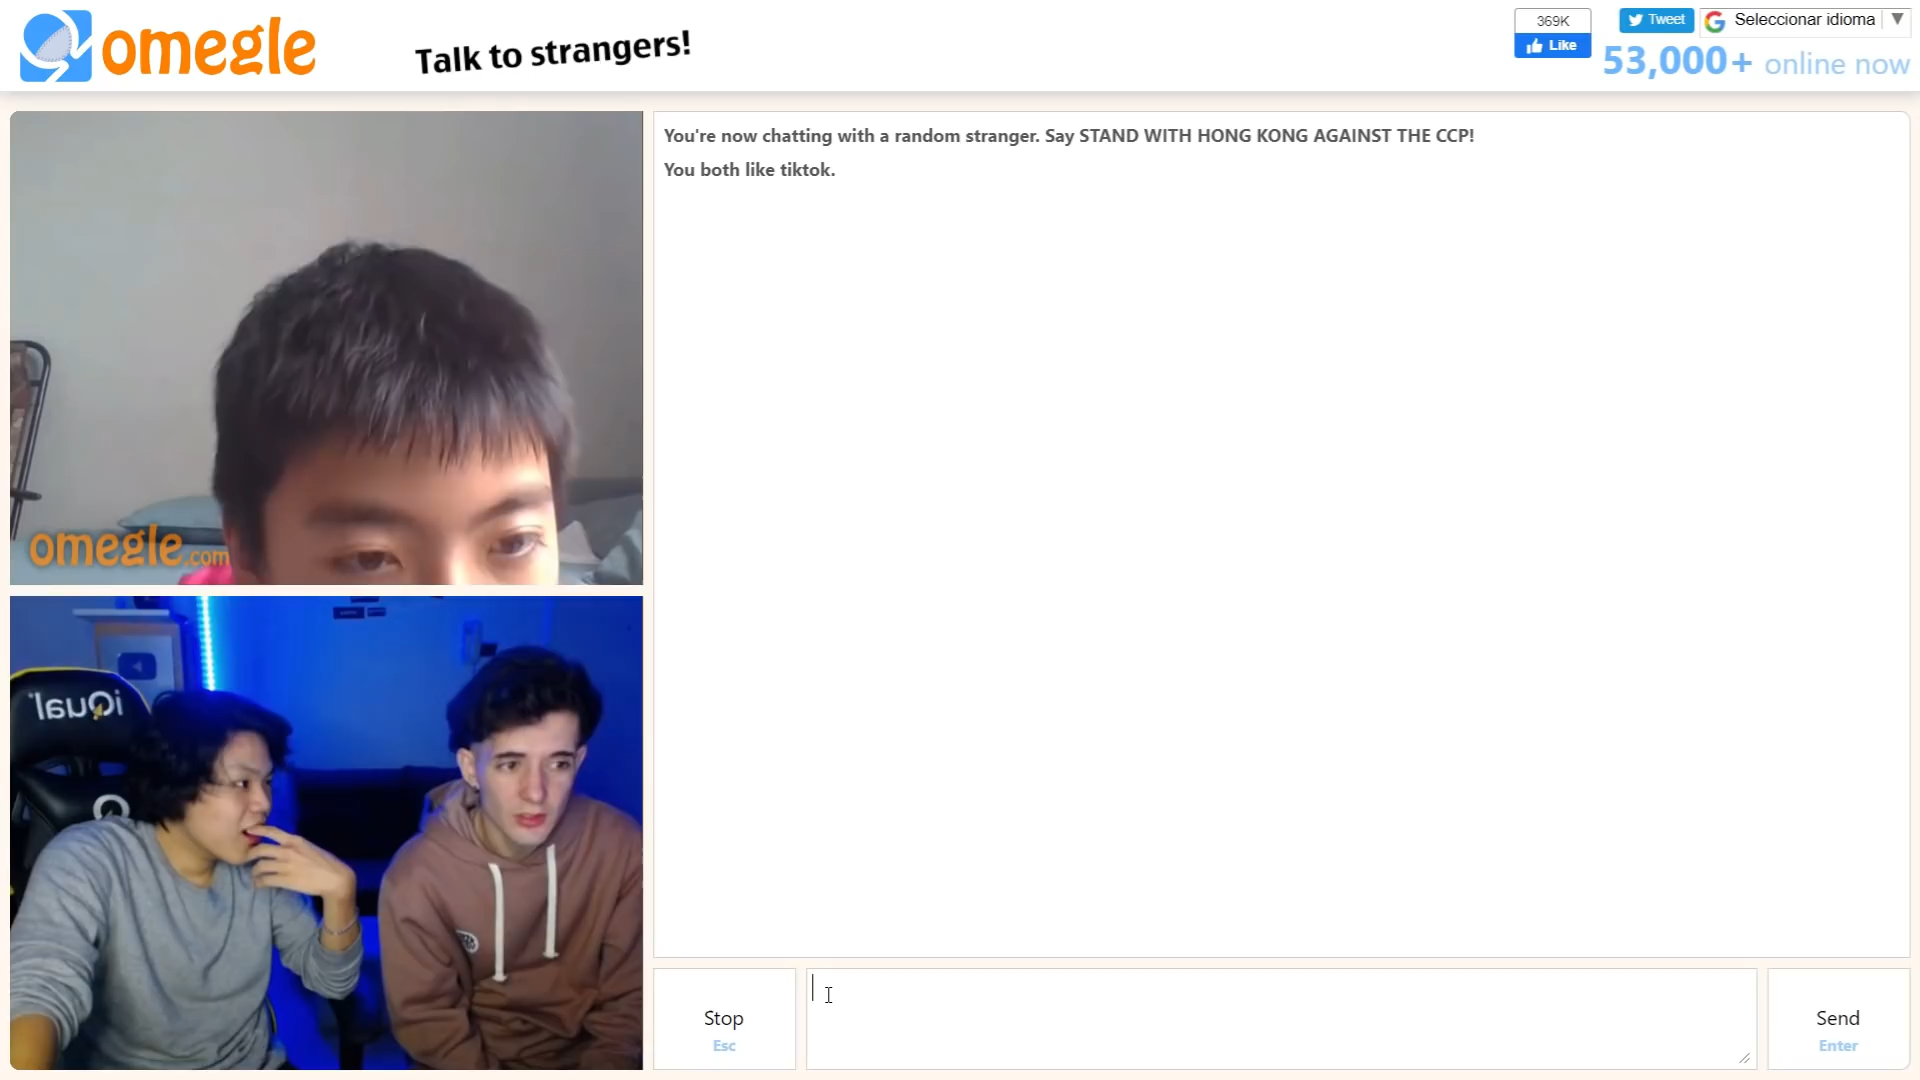 omegle
Talk to strangers!
369K
Like
Tweet
Seleccionar idioma
53,000+ online now
You're now chatting with a random stranger. Say STAND WITH HONG KONG AGAINST THE CCP!
You both like tiktok.
omegle.com
iQual
Stop
Esc
Send
Enter